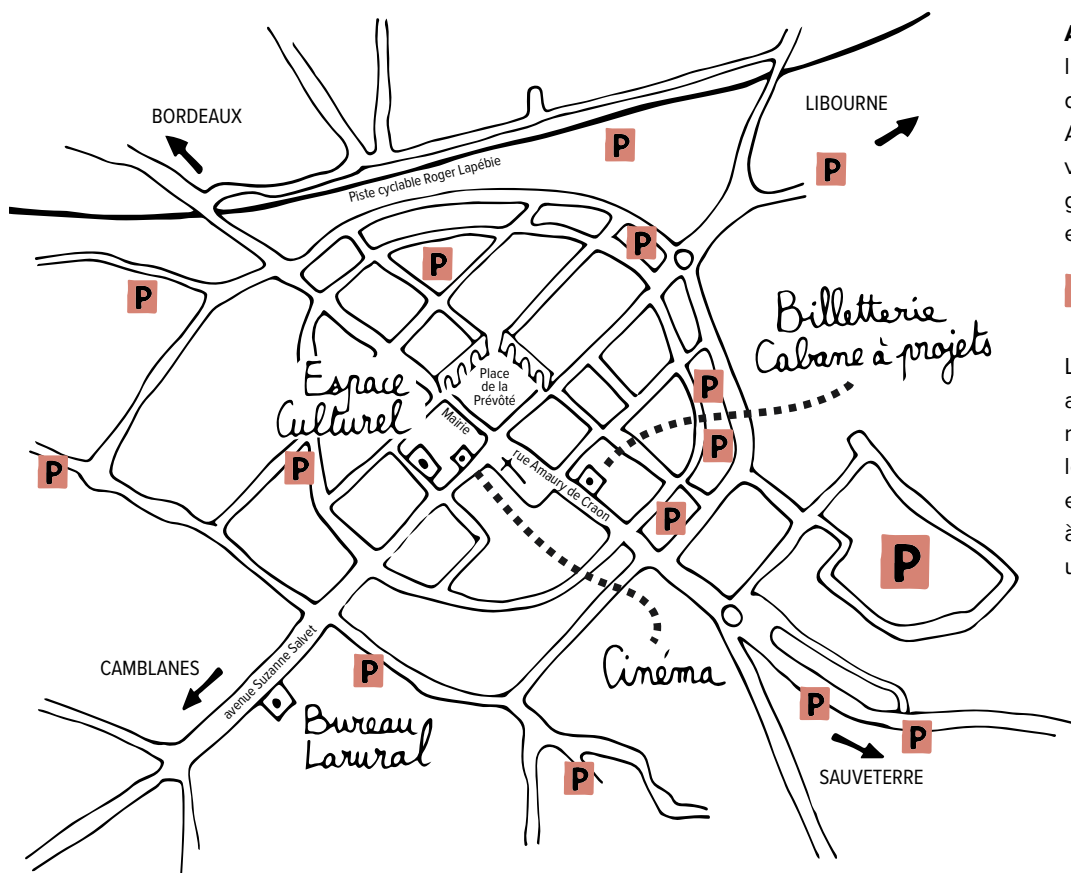 BORDEAUX
LIBOURNE
Piste cyclable Roger Lapébie
P
P
P
P
P
Billetterie
Cabane à projets
Espace
Culturel
Place
de la
Prévôté
Mairie
P
P
P
P
rue Amaury de Craon
P
P
Cinéma
CAMBLANES
avenue Suzanne Salvet
P
Bureau
Larural
P
P
P
SAUVETERRE
A
l
c
A
v
g
e
L
a
r
l
e
à
u